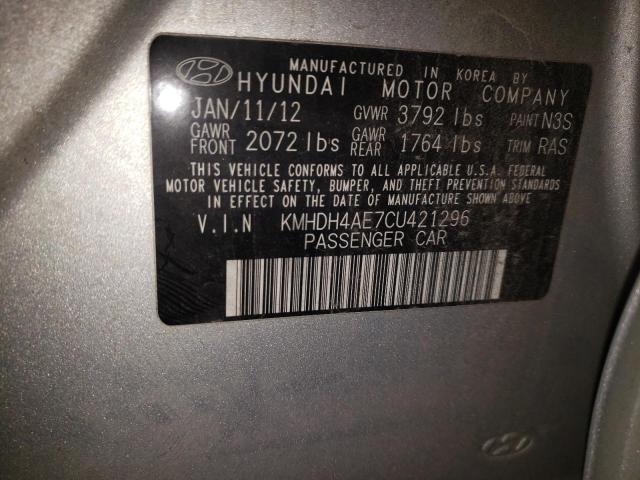 MANUFACTURED IN KOREA BY
HYUNDAI MOTOR COMPANY
JAN/11/12 GVWR 3792 lbs PAINT N3S
GAWR FRONT 2072 lbs GAWR REAR 1764 lbs TRIM RAS
THIS VEHICLE CONFORMS TO ALL APPLICABLE U.S.A. FEDERAL
MOTOR VEHICLE SAFETY, BUMPER, AND THEFT PREVENTION STANDARDS
IN EFFECT ON THE DATE OF MANUFACTURE SHOWN ABOVE.
V.I.N KMHDH4AE7CU421296
PASSENGER CAR